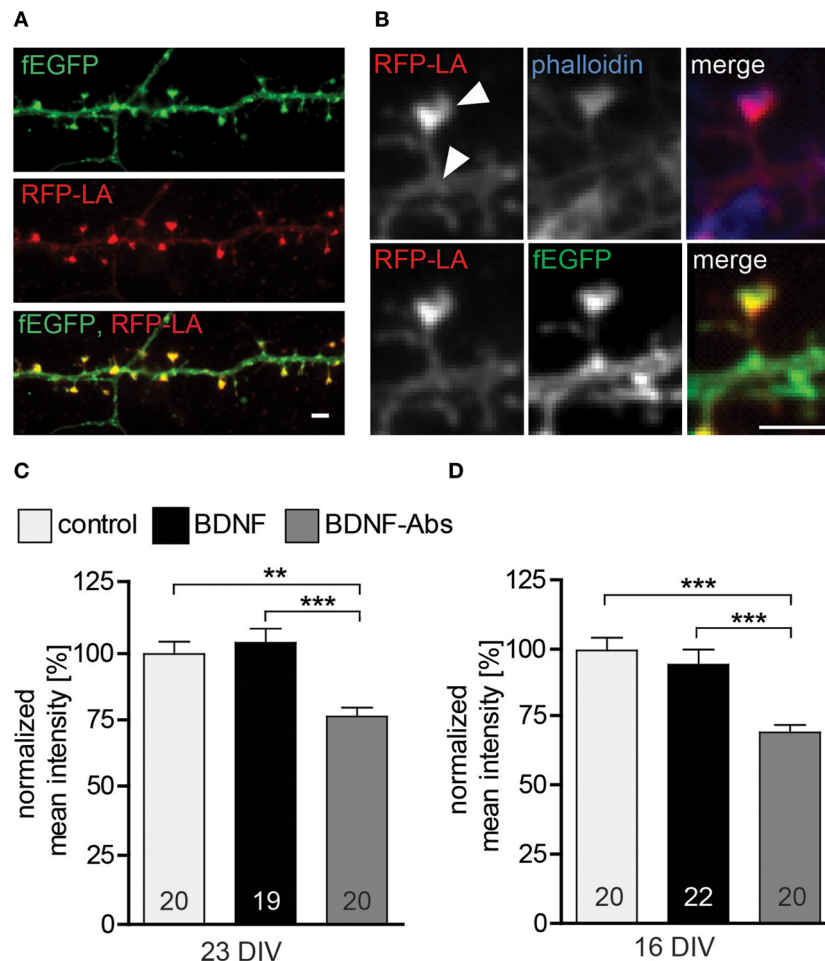 A
fEGFP
RFP-LA
fEGFP, RFP-LA
B
RFP-LA
phalloidin
merge
RFP-LA
fEGFP
merge
C
control BDNF BDNF-Abs
normalized
mean intensity [%]
125
100
75
50
25
0
**
***
20
19
20
23 DIV
D
normalized
mean intensity [%]
125
100
75
50
25
0
***
***
20
22
20
16 DIV